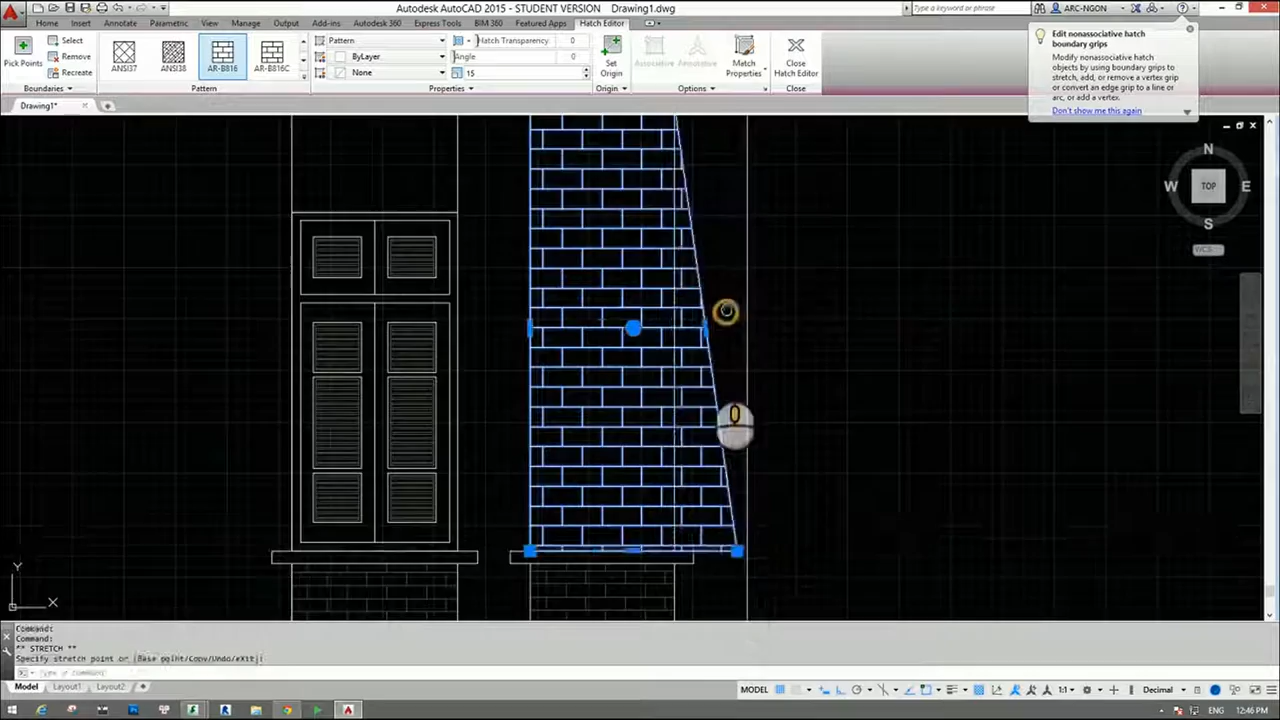 Autodesk AutoCAD 2015 - STUDENT VERSION    Drawing1.dwg
Type a keyword or phrase
ARC-NGON
Home
Insert
Annotate
Parametric
View
Manage
Output
Add-ins
Autodesk 360
Express Tools
BIM 360
Featured Apps
Hatch Editor
Pick Points
Select
Remove
Recreate
Boundaries
ANSI37
ANSI38
AR-B816
AR-B816C
Pattern
Pattern
ByLayer
None
Hatch Transparency
0
Angle
0
15
Properties
Set
Origin
Origin
Associative
Annotative
Match
Properties
Options
Close
Hatch Editor
Close
Edit nonassociative hatch
boundary grips
Modify nonassociative hatch
objects by using boundary grips to
stretch, add, or remove a vertex grip
or convert an edge grip to a line or
arc, or add a vertex.
Don't show me this again
Drawing1*
N
W
TOP
E
S
WCS
0
Y
X
Command:
Command:
** STRETCH **
Specify stretch point or [Base point/Copy/Undo/eXit]:
Type a command
Model
Layout1
Layout2
MODEL
1:1
Decimal
ENG
12:46 PM